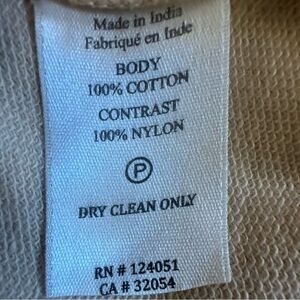 Made in India
Fabriqué en Inde
BODY
100% COTTON
CONTRAST
100% NYLON
P
DRY CLEAN ONLY
RN # 124051
CA # 32054